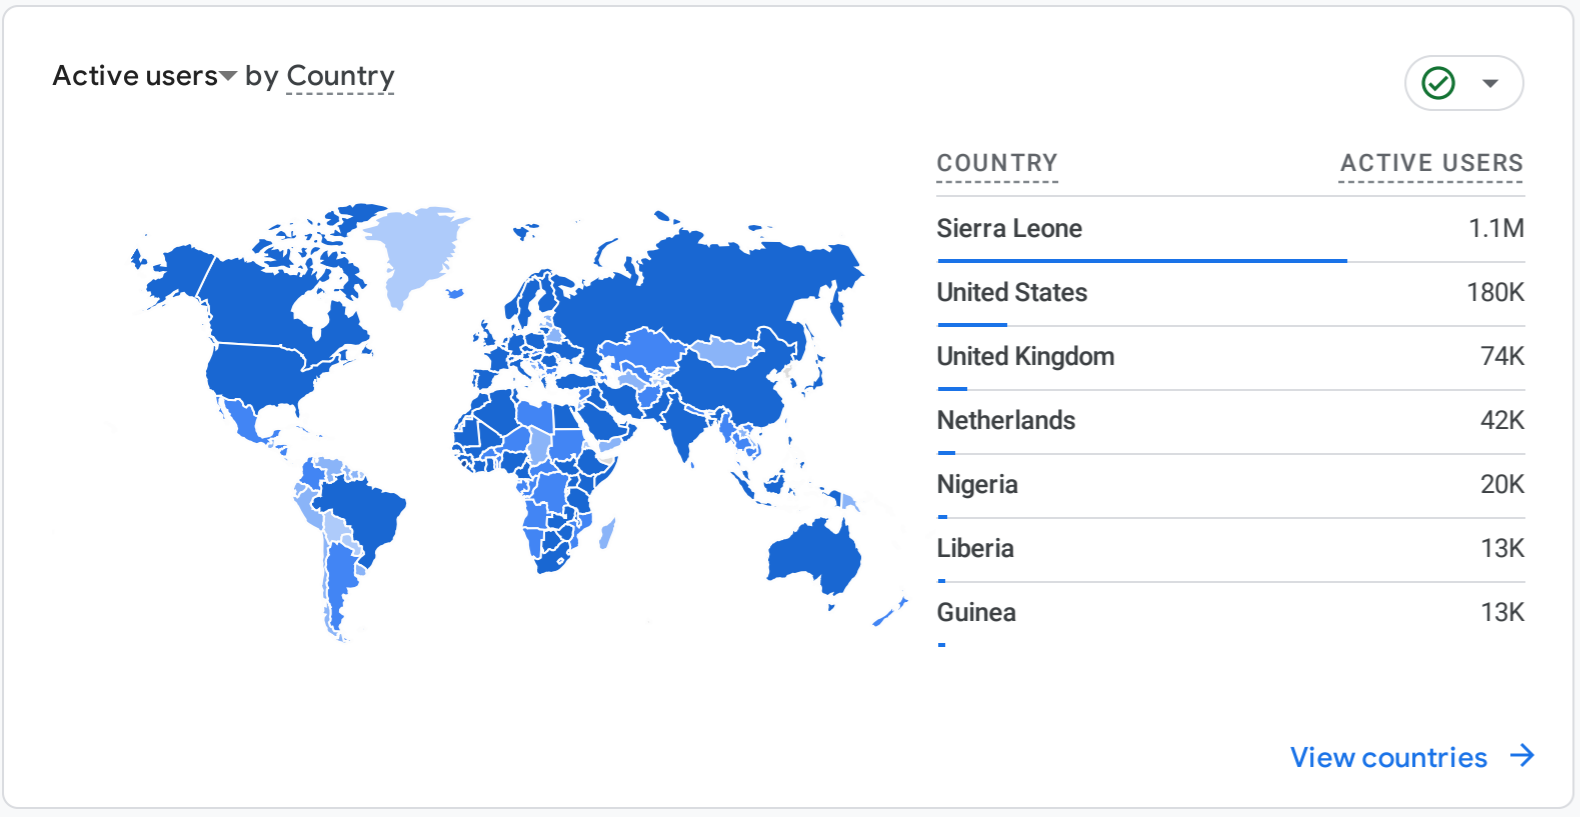 Active users by Country
COUNTRY ACTIVE USERS
Sierra Leone 1.1M
United States 180K
United Kingdom 74K
Netherlands 42K
Nigeria 20K
Liberia 13K
Guinea 13K
View countries